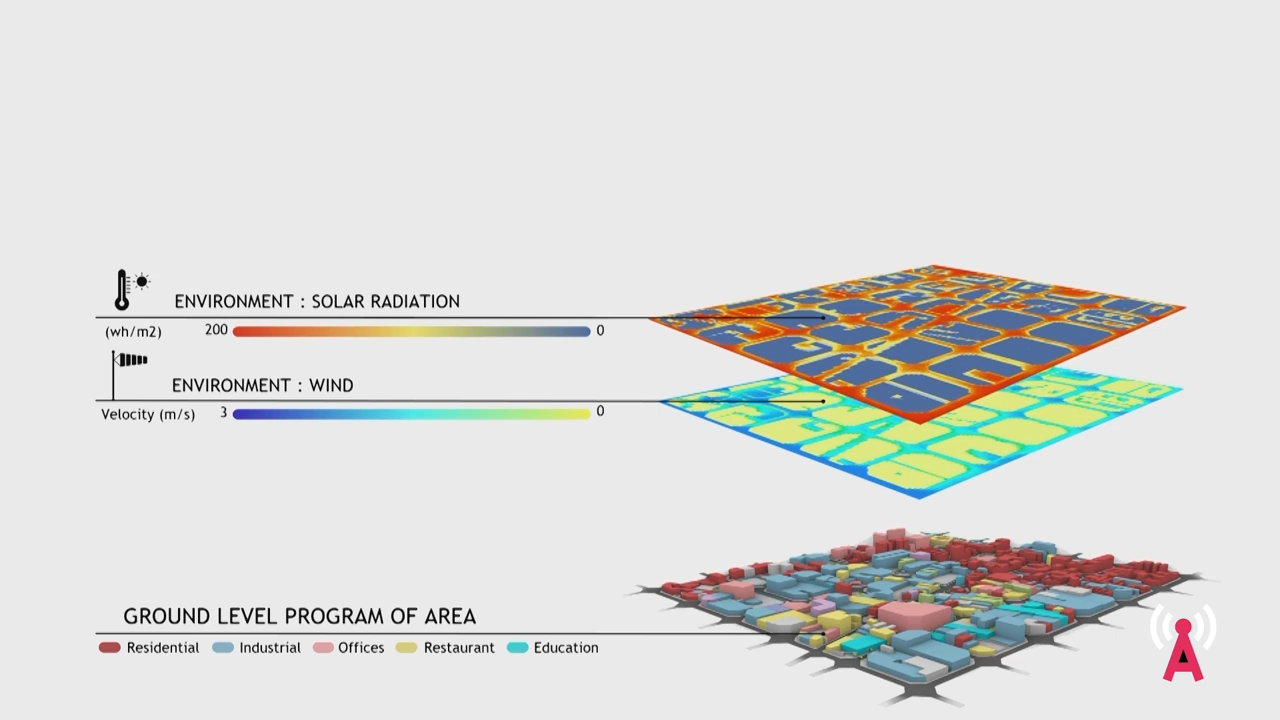 ENVIRONMENT : SOLAR RADIATION
(wh/m2) 200 0
ENVIRONMENT : WIND
Velocity (m/s) 3 0
GROUND LEVEL PROGRAM OF AREA
Residential Industrial Offices Restaurant Education